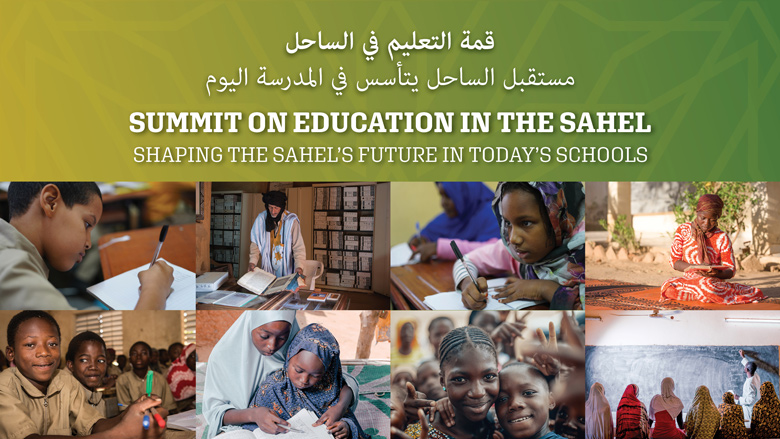 قمة التعليم في الساحل
مستقبل الساحل يتأسس في المدرسة اليوم
SUMMIT ON EDUCATION IN THE SAHEL
SHAPING THE SAHEL’S FUTURE IN TODAY’S SCHOOLS